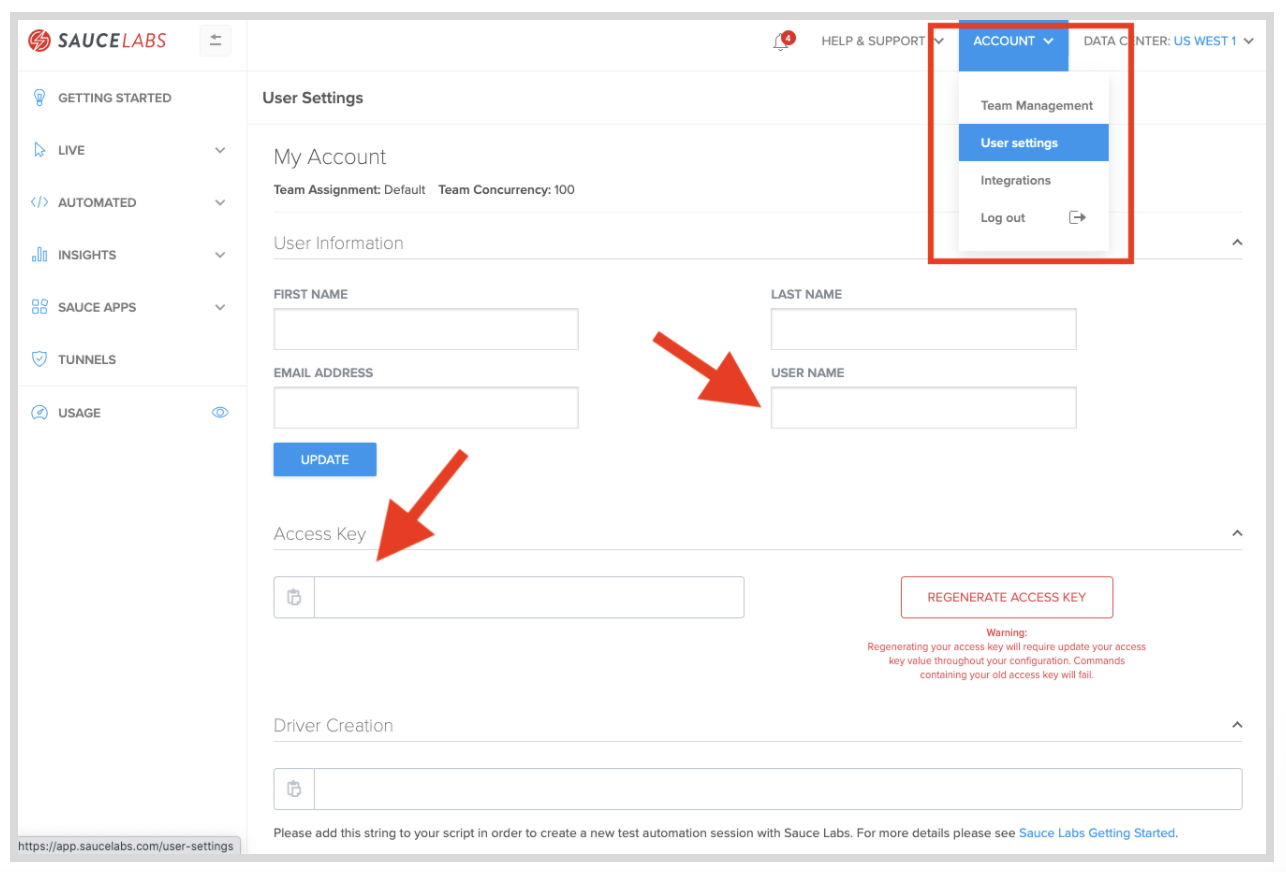 SAUCELABS
4
HELP & SUPPORT
ACCOUNT
DATA CENTER: US WEST 1
GETTING STARTED
LIVE
AUTOMATED
INSIGHTS
SAUCE APPS
TUNNELS
USAGE
User Settings
Team Management
User settings
Integrations
Log out
My Account
Team Assignment: Default Team Concurrency: 100
User Information
FIRST NAME
LAST NAME
EMAIL ADDRESS
USER NAME
UPDATE
Access Key
REGENERATE ACCESS KEY
Warning:
Regenerating your access key will require update your access
key value throughout your configuration. Commands
containing your old access key will fail.
Driver Creation
Please add this string to your script in order to create a new test automation session with Sauce Labs. For more details please see Sauce Labs Getting Started.
https://app.saucelabs.com/user-settings